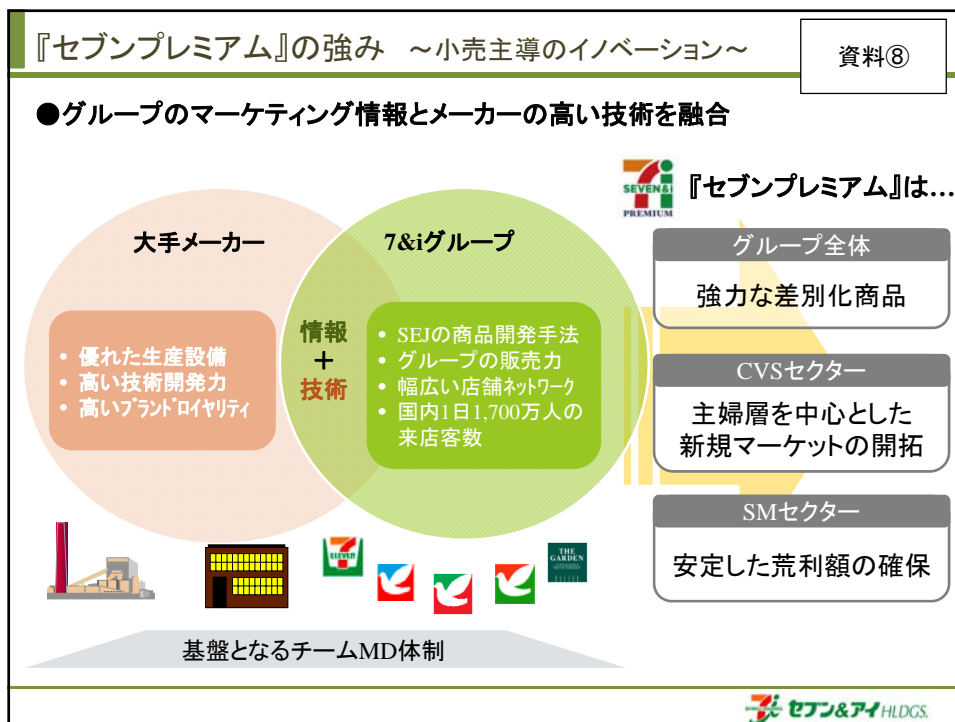 『セブンプレミアム』の強み ～小売主導のイノベーション～
資料⑧
●グループのマーケティング情報とメーカーの高い技術を融合
SEVEN&i
PREMIUM
『セブンプレミアム』は…
大手メーカー
7&iグループ
・優れた生産設備
・高い技術開発力
・高いﾌﾞﾗﾝﾄﾞﾛｲﾔﾘﾃｨ
情報
＋
技術
• SEJの商品開発手法
• グループの販売力
• 幅広い店舗ﾈｯﾄﾜｰｸ
• 国内1日1,700万人の
来店客数
グループ全体
強力な差別化商品
CVSセクター
主婦層を中心とした
新規マーケットの開拓
SMセクター
安定した荒利額の確保
ELEVEN
THE
GARDEN
基盤となるチームMD体制
セブン&アイ HLDGS.